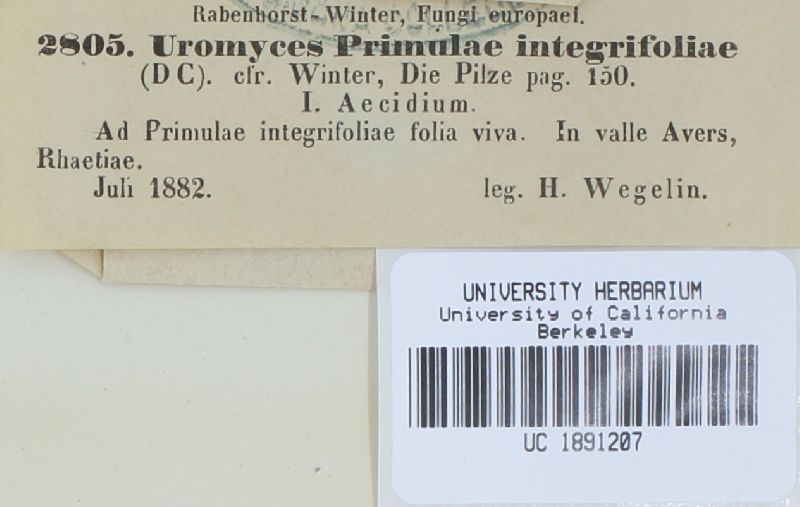 Rabenhorst-Winter, Fungi europaei.
2805. Uromyces Primulae integrifoliae
(DC). cfr. Winter, Die Pilze pag. 150.
I. Aecidium.
Ad Primulae integrifoliae folia viva. In valle Avers,
Rhaetiae.
Juli 1882. leg. H. Wegelin.
UNIVERSITY HERBARIUM
University of California
Berkeley
UC 1891207